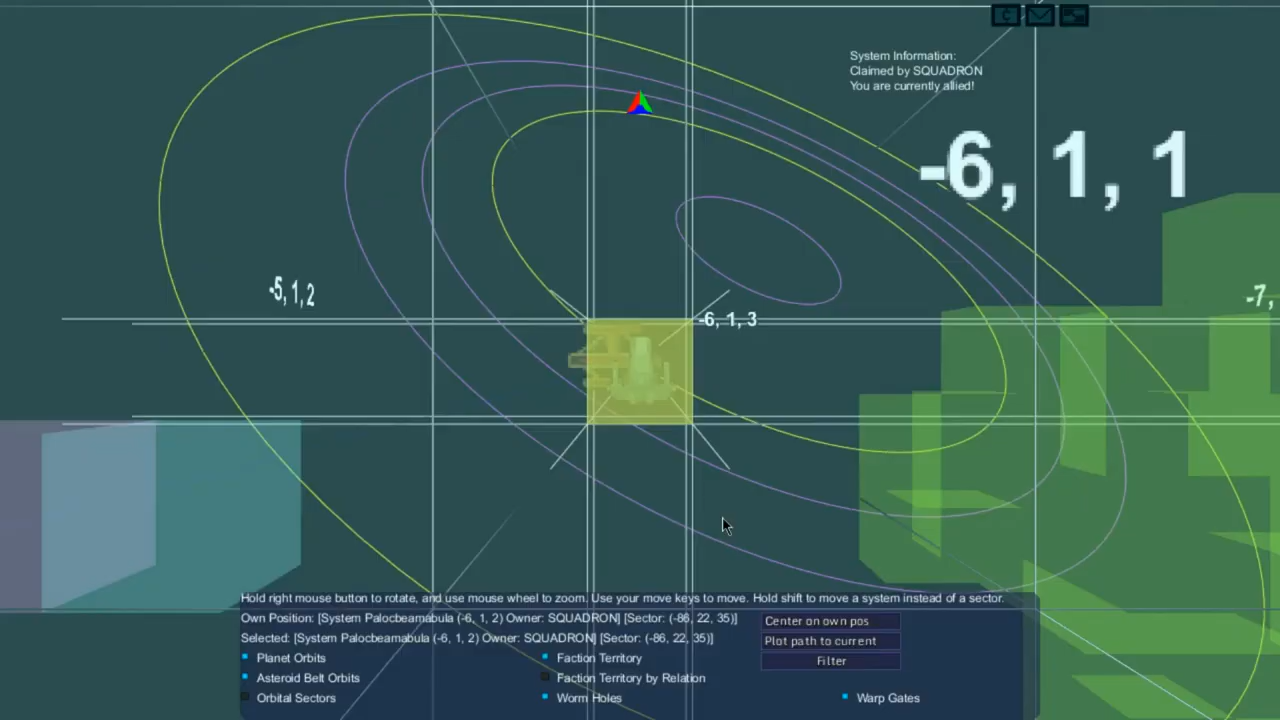 System Information:
Claimed by SQUADRON
You are currently allied!
-6, 1, 1
-5, 1, 2
-7,
-6, 1, 3
Hold right mouse button to rotate, and use mouse wheel to zoom. Use your move keys to move. Hold shift to move a system instead of a sector.
Own Position: [System Palocbeamabula (-6, 1, 2) Owner: SQUADRON] [Sector: (-86, 22, 35)]
Center on own pos
Selected: [System Palocbeamabula (-6, 1, 2) Owner: SQUADRON] [Sector: (-86, 22, 35)]
Plot path to current
Planet Orbits
Faction Territory
Filter
Asteroid Belt Orbits
Faction Territory by Relation
Orbital Sectors
Worm Holes
Warp Gates